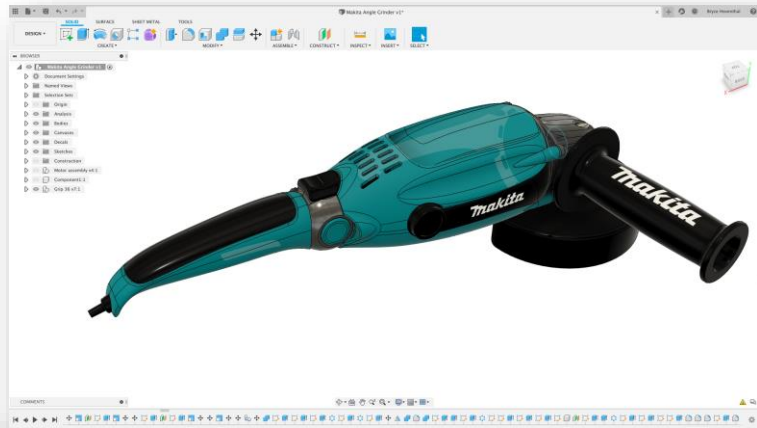 Makita Angle Grinder v1*
Bryce Heventhal
DESIGN
SOLID SURFACE SHEET METAL TOOLS
CREATE MODIFY ASSEMBLE CONSTRUCT INSPECT INSERT SELECT
BROWSER
Makita Angle Grinder v1
Document Settings
Named Views
Selection Sets
Origin
Analysis
Bodies
Canvases
Decals
Sketches
Construction
Motor assembly v4:1
Component1:1
Grip 36 v7:1
makita
makita
COMMENTS